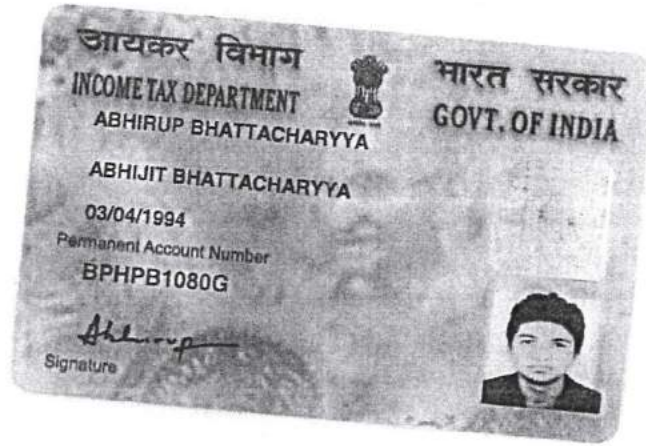 आयकर विभाग
INCOME TAX DEPARTMENT
भारत सरकार
GOVT. OF INDIA
ABHIRUP BHATTACHARYYA
ABHIJIT BHATTACHARYYA
03/04/1994
Permanent Account Number
BPHPB1080G
Abhirup
Signature